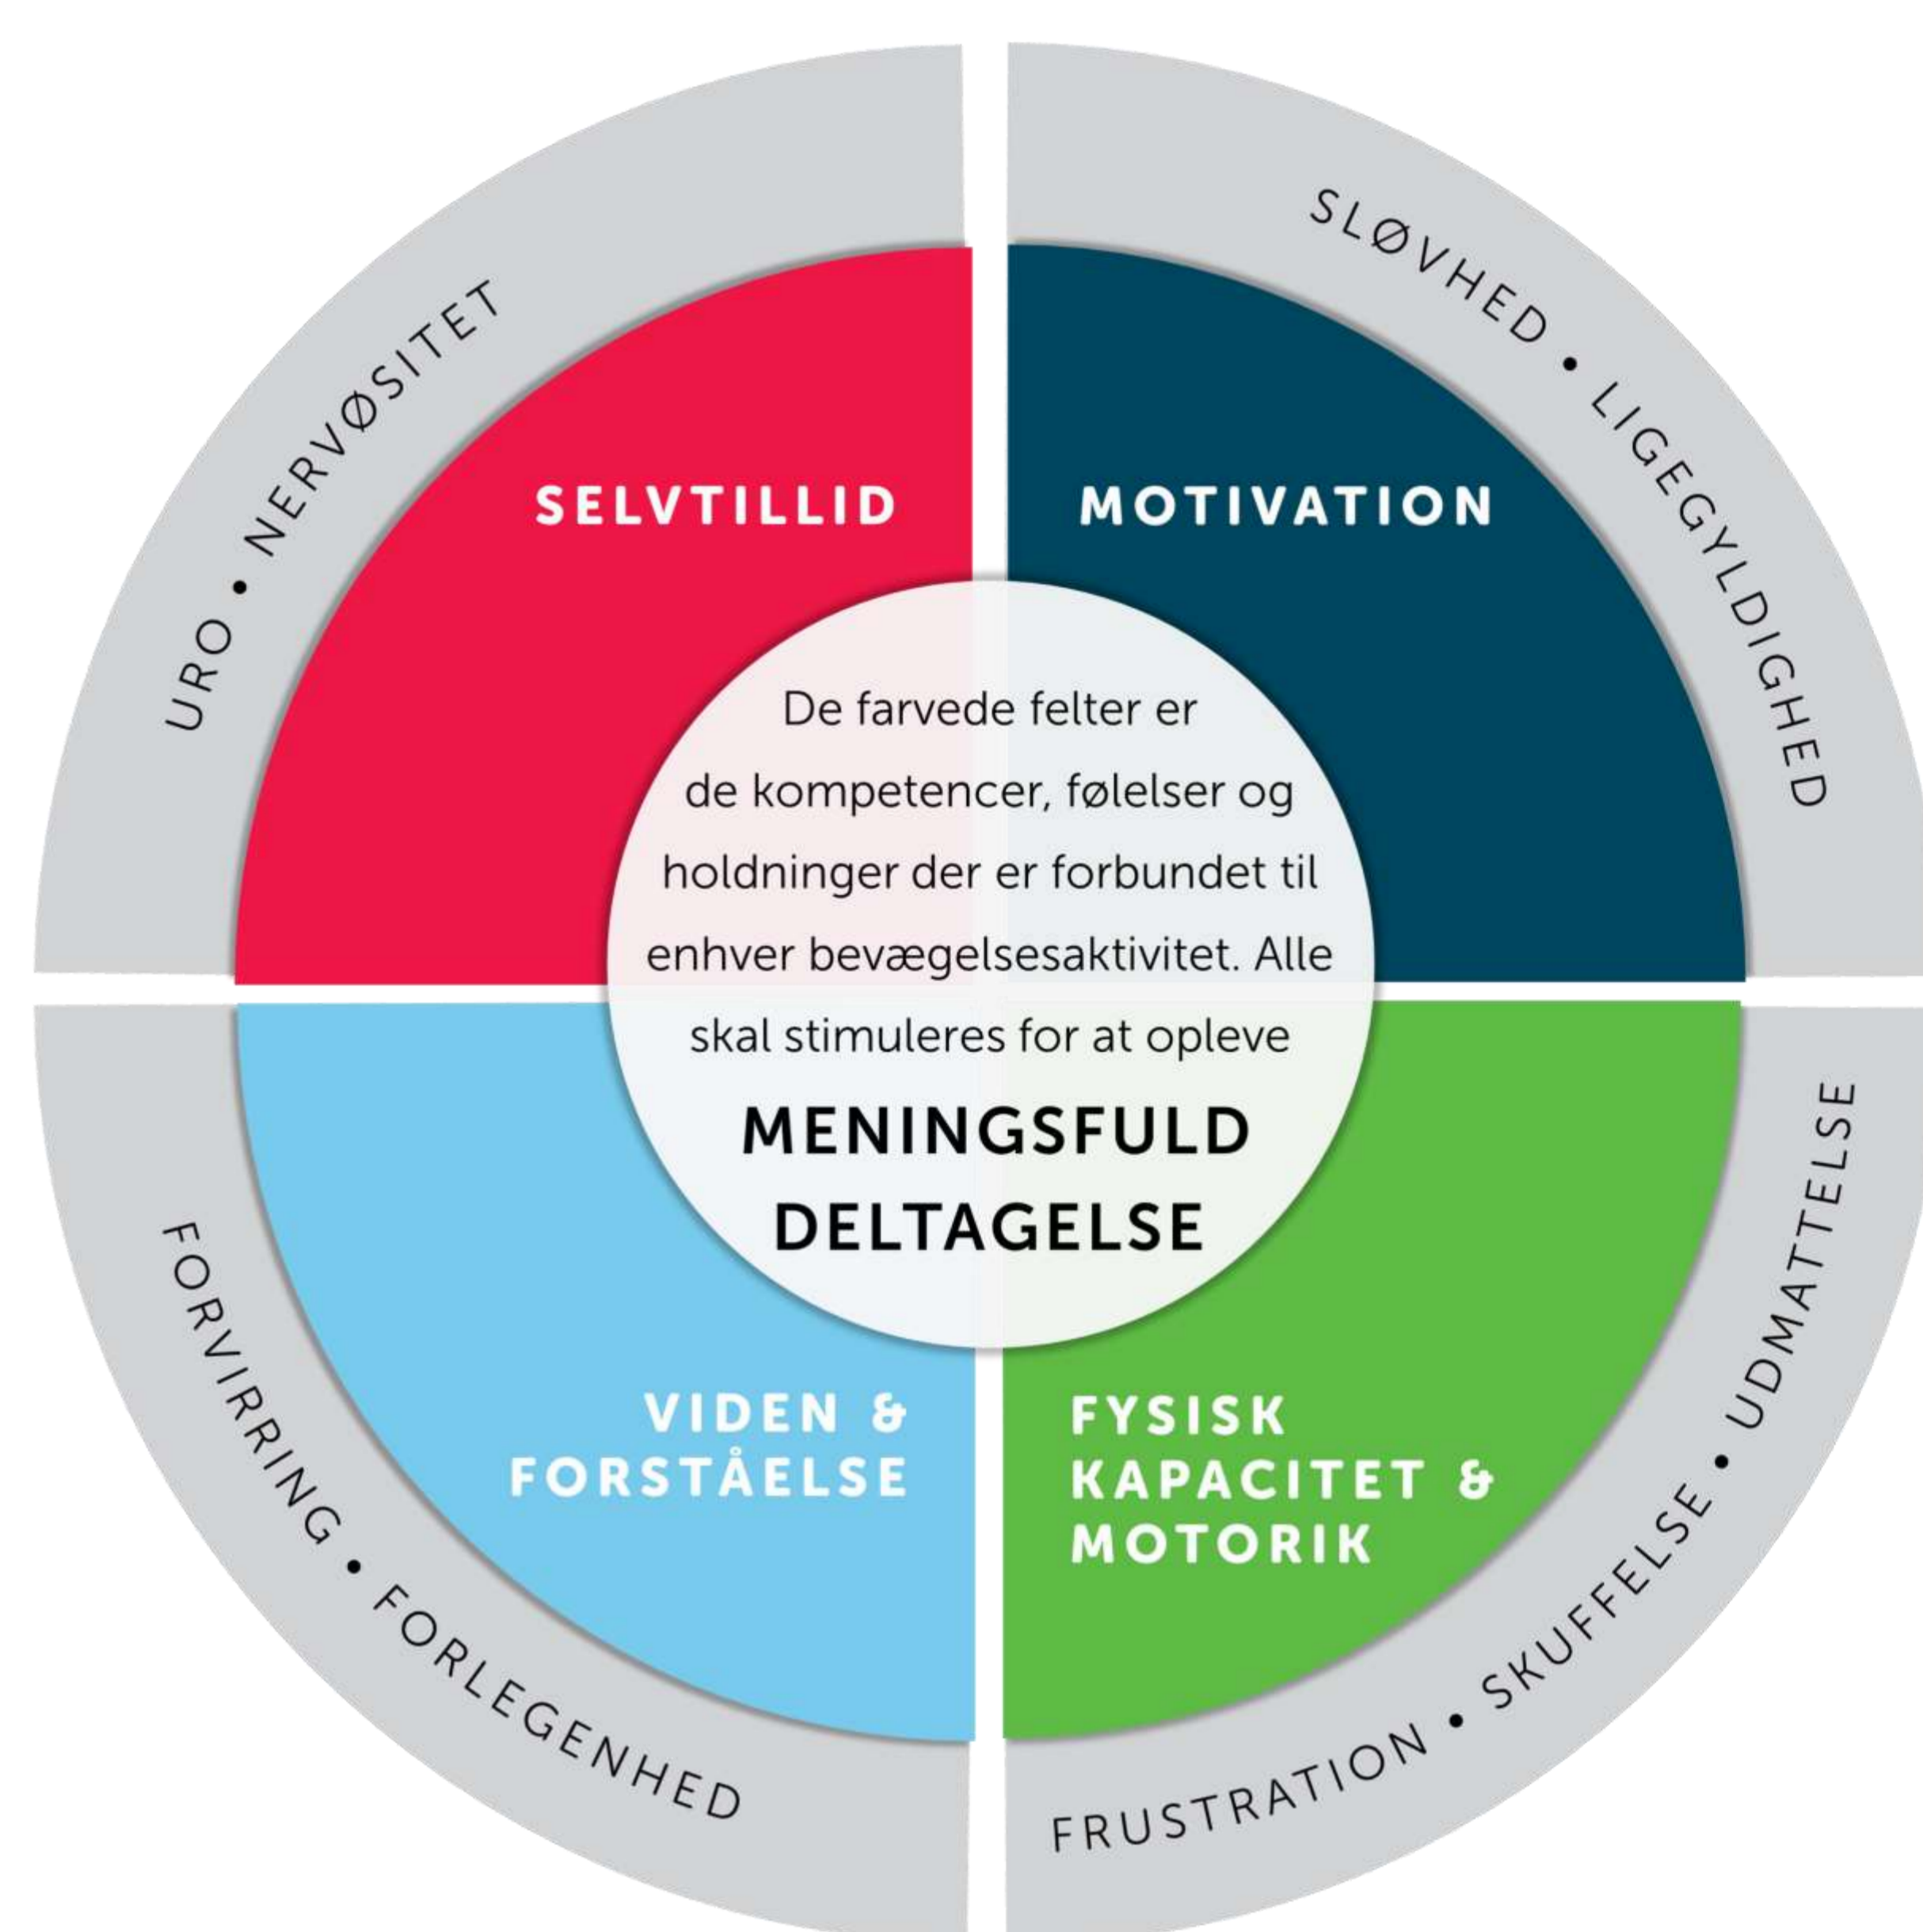 URO • NERVØSITET
SLØVHED • LIGEGYLDIGHED
SELVTILLID
MOTIVATION
De farvede felter er
de kompetencer, følelser og
holdninger der er forbundet til
enhver bevægelsesaktivitet. Alle
skal stimuleres for at opleve
MENINGSFULD
DELTAGELSE
VIDEN &
FORSTÅELSE
FYSISK
KAPACITET &
MOTORIK
FORVIRRING • FORLEGENHED
FRUSTRATION • SKUFFELSE • UDMATTELSE